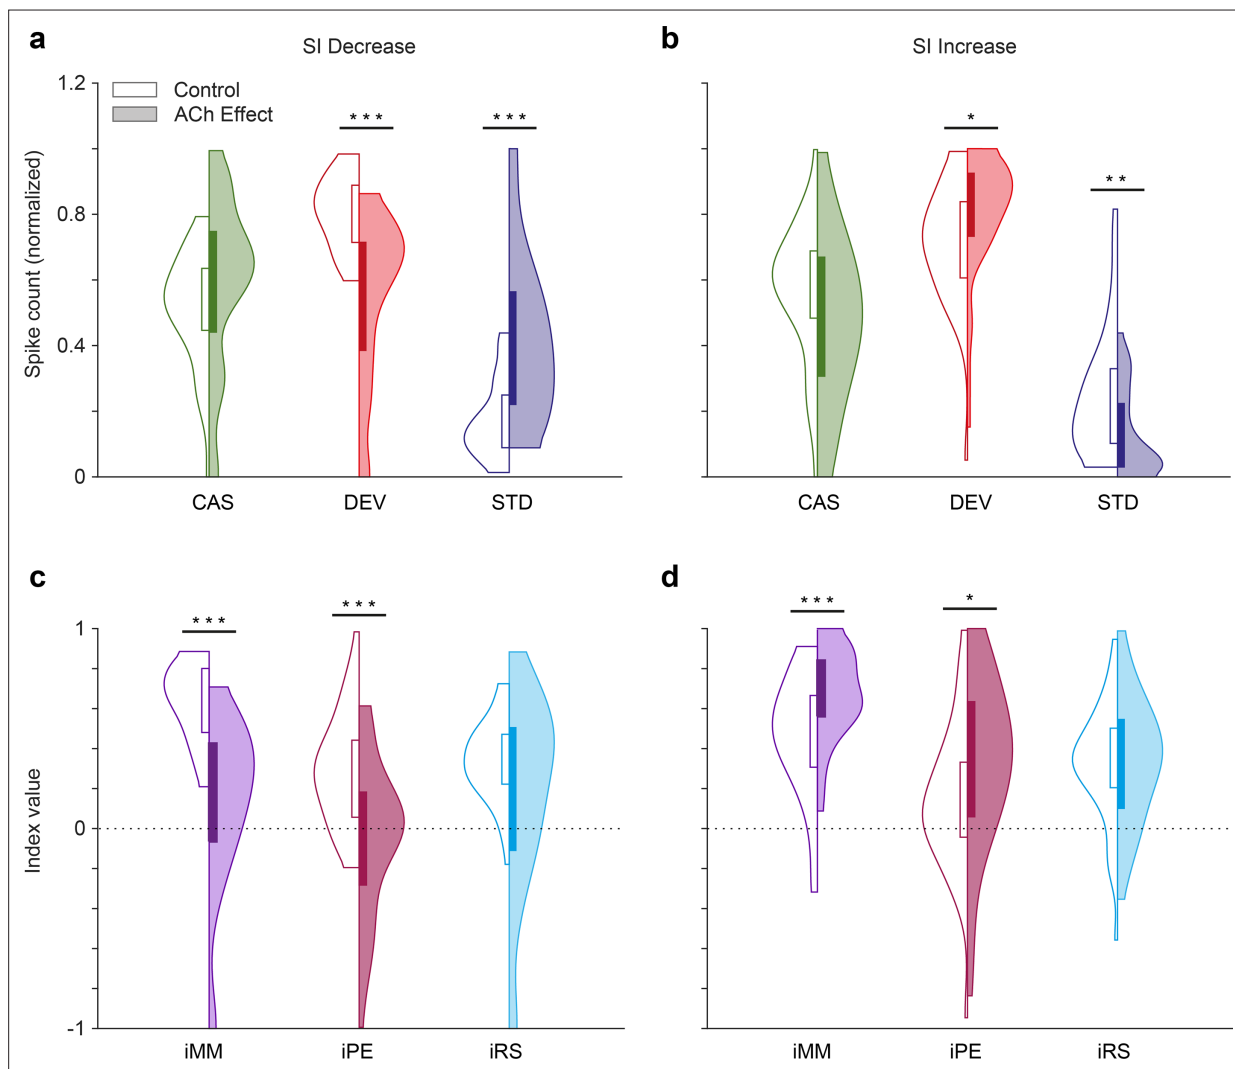 a
SI Decrease
b
SI Increase
Control
ACh Effect
Spike count (normalized)
1.2
0.8
0.4
0
***
***
*
**
CAS
DEV
STD
CAS
DEV
STD
c
d
Index value
1
0
-1
***
***
***
*
iMM
iPE
iRS
iMM
iPE
iRS